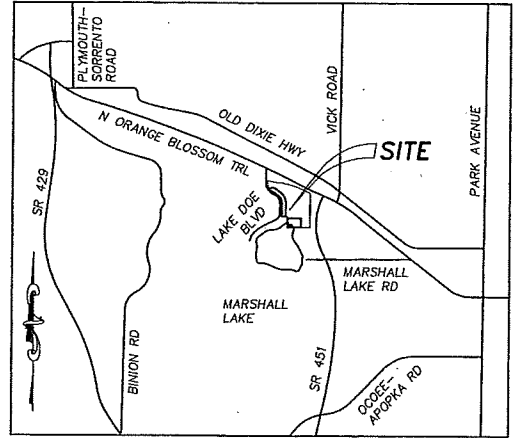 PLYMOUTH-
SORRENTO
ROAD
OLD DIXIE HWY
VICK ROAD
PARK AVENUE
N ORANGE BLOSSOM TRL
SITE
SR 429
LAKE DOE
BLVD
MARSHALL
LAKE RD
MARSHALL
LAKE
BINION RD
SR 451
OCOEE-
APOPKA RD